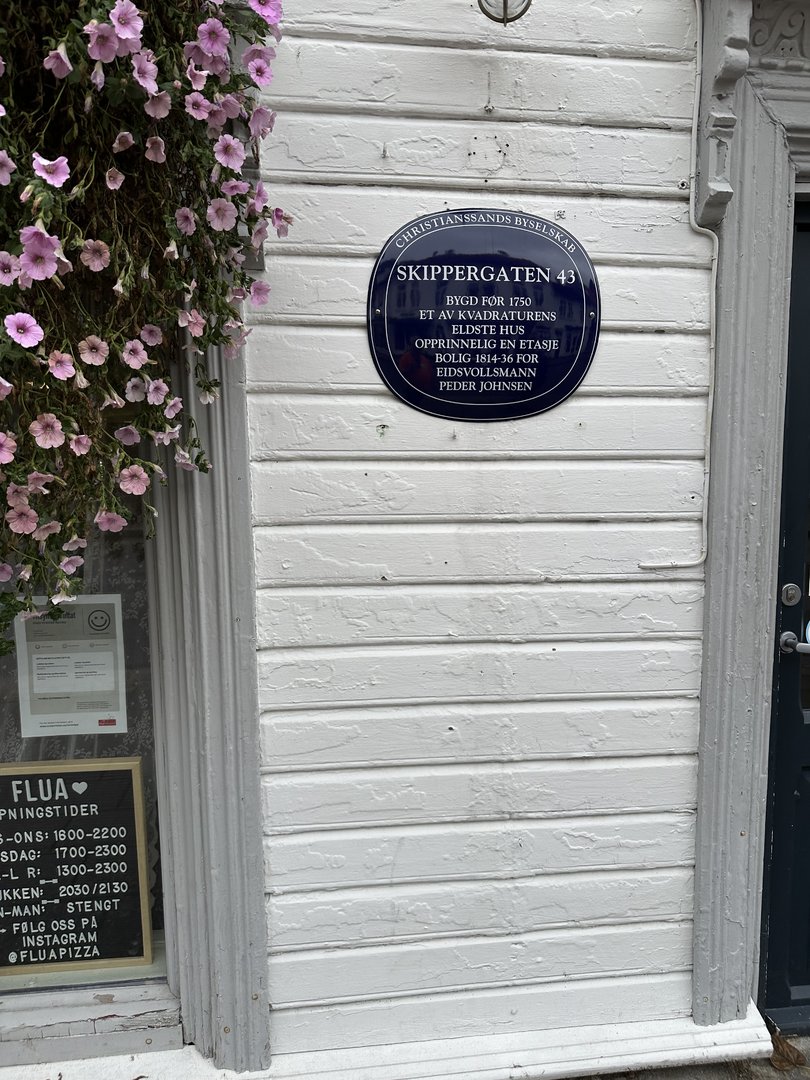 CHRISTIANSSANDS BYSELSKAB
SKIPPERGATEN 43
BYGD FØR 1750
ET AV KVADRATURENS
ELDSTE HUS
OPPRINNELIG EN ETASJE
BOLIG 1814-36 FOR
EIDSVOLLSMANN
PEDER JOHNSEN
FLUA
PNINGSTIDER
S-ONS: 1600-2200
SDAG: 1700-2300
-L R: 1300-2300
KKEN: 2030/2130
N-MAN: STENGT
FØLG OSS PÅ
INSTAGRAM
@FLUAPIZZA